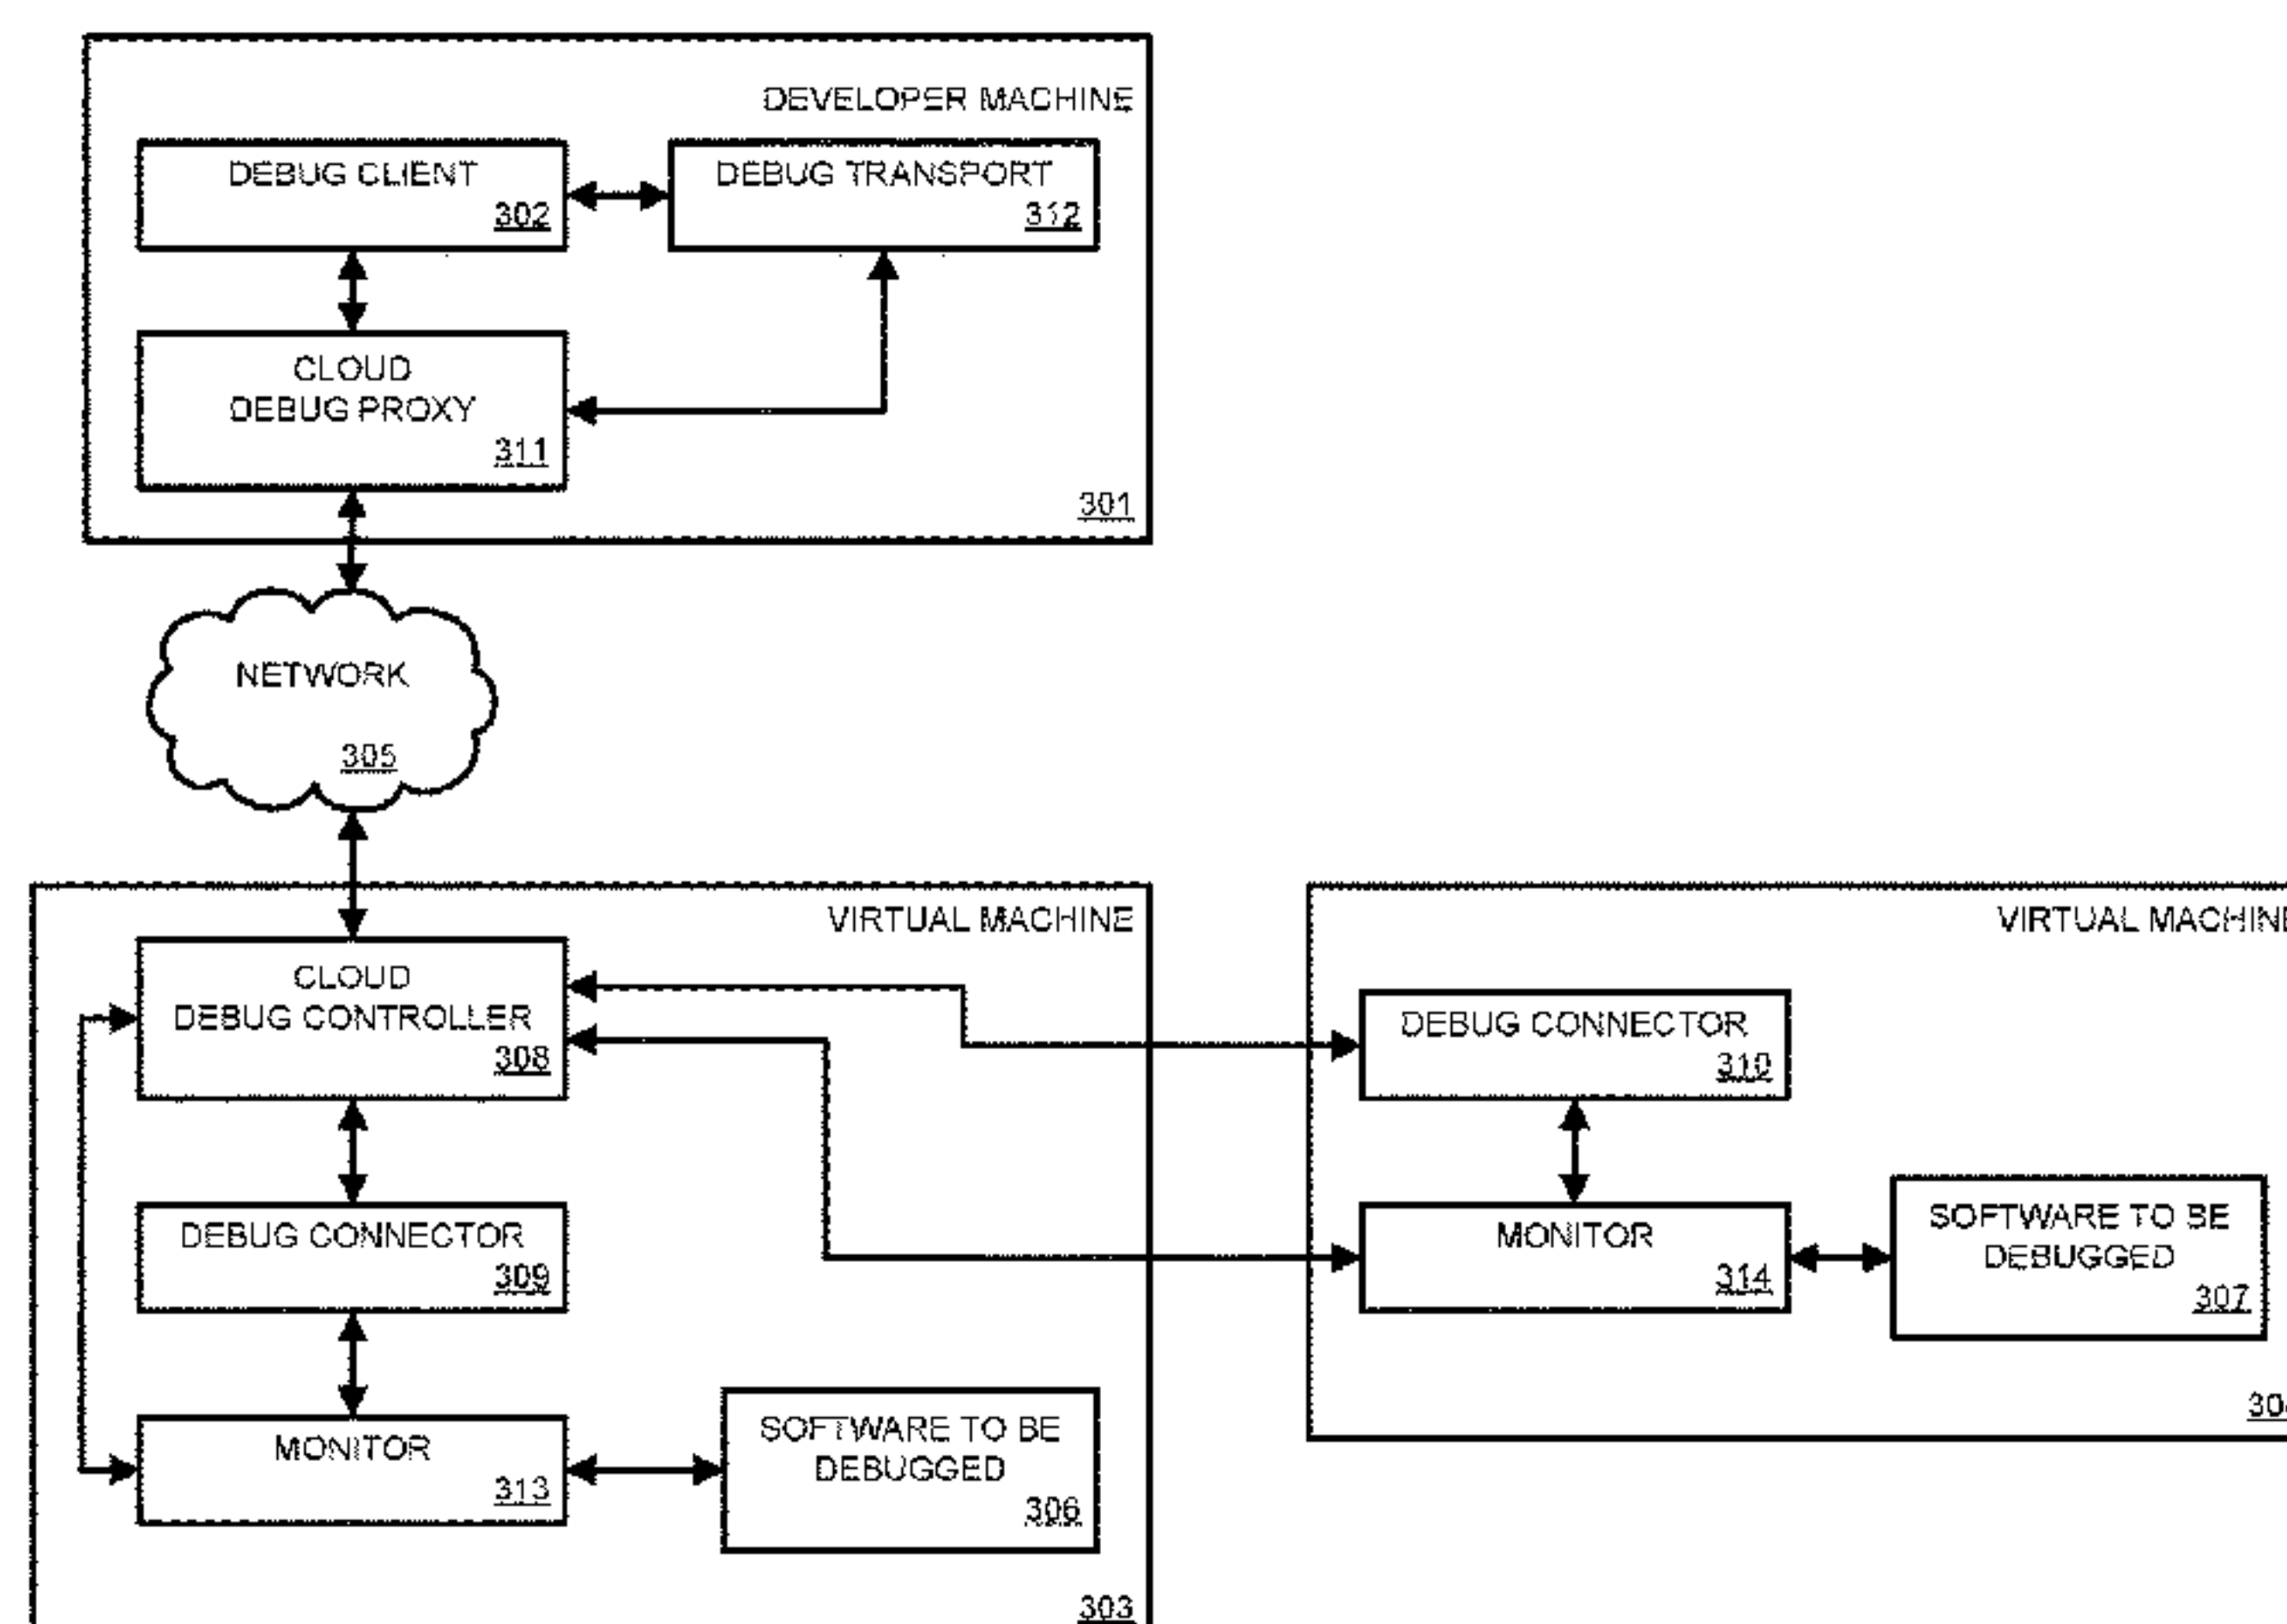 DEVELOPER MACHINE
DEBUG CLIENT
302
DEBUG TRANSPORT
312
CLOUD
DEBUG PROXY
311
301
NETWORK
305
VIRTUAL MACHINE
CLOUD
DEBUG CONTROLLER
308
DEBUG CONNECTOR
309
MONITOR
313
SOFTWARE TO BE
DEBUGGED
306
303
VIRTUAL MACHINE
DEBUG CONNECTOR
310
MONITOR
314
SOFTWARE TO BE
DEBUGGED
307